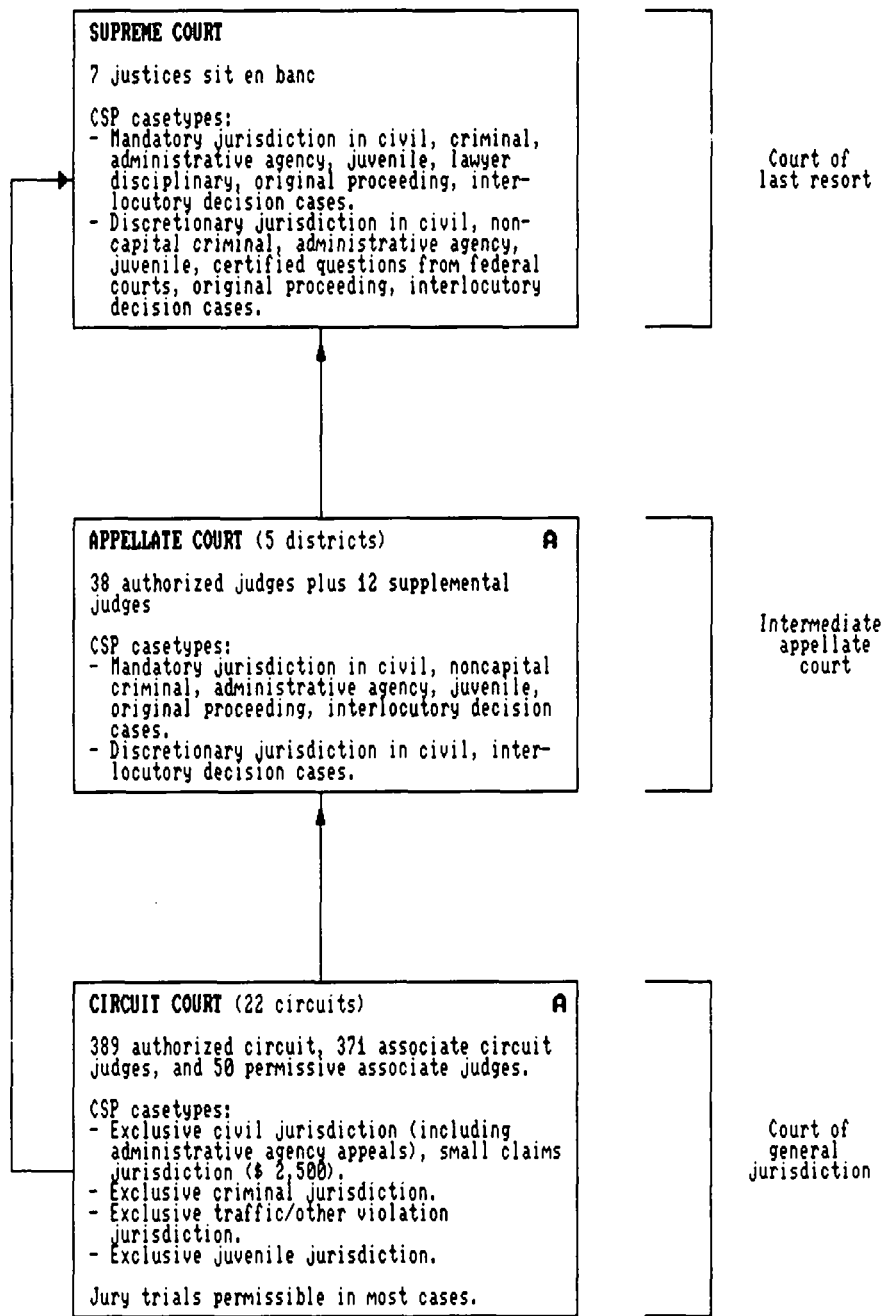 SUPREME COURT
7 justices sit en banc
CSP casetypes:
- Mandatory jurisdiction in civil, criminal,
administrative agency, juvenile, lawyer
disciplinary, original proceeding, inter-
locutory decision cases.
- Discretionary jurisdiction in civil, non-
capital criminal, administrative agency,
juvenile, certified questions from federal
courts, original proceeding, interlocutory
decision cases.
Court of
last resort
APPELLATE COURT (5 districts) A
38 authorized judges plus 12 supplemental
judges
CSP casetypes:
- Mandatory jurisdiction in civil, noncapital
criminal, administrative agency, juvenile,
original proceeding, interlocutory decision
cases.
- Discretionary jurisdiction in civil, inter-
locutory decision cases.
Intermediate
appellate
court
CIRCUIT COURT (22 circuits) A
389 authorized circuit, 371 associate circuit
judges, and 50 permissive associate judges.
CSP casetypes:
- Exclusive civil jurisdiction (including
administrative agency appeals), small claims
jurisdiction ($ 2,500).
- Exclusive criminal jurisdiction.
- Exclusive traffic/other violation
jurisdiction.
- Exclusive juvenile jurisdiction.
Jury trials permissible in most cases.
Court of
general
jurisdiction